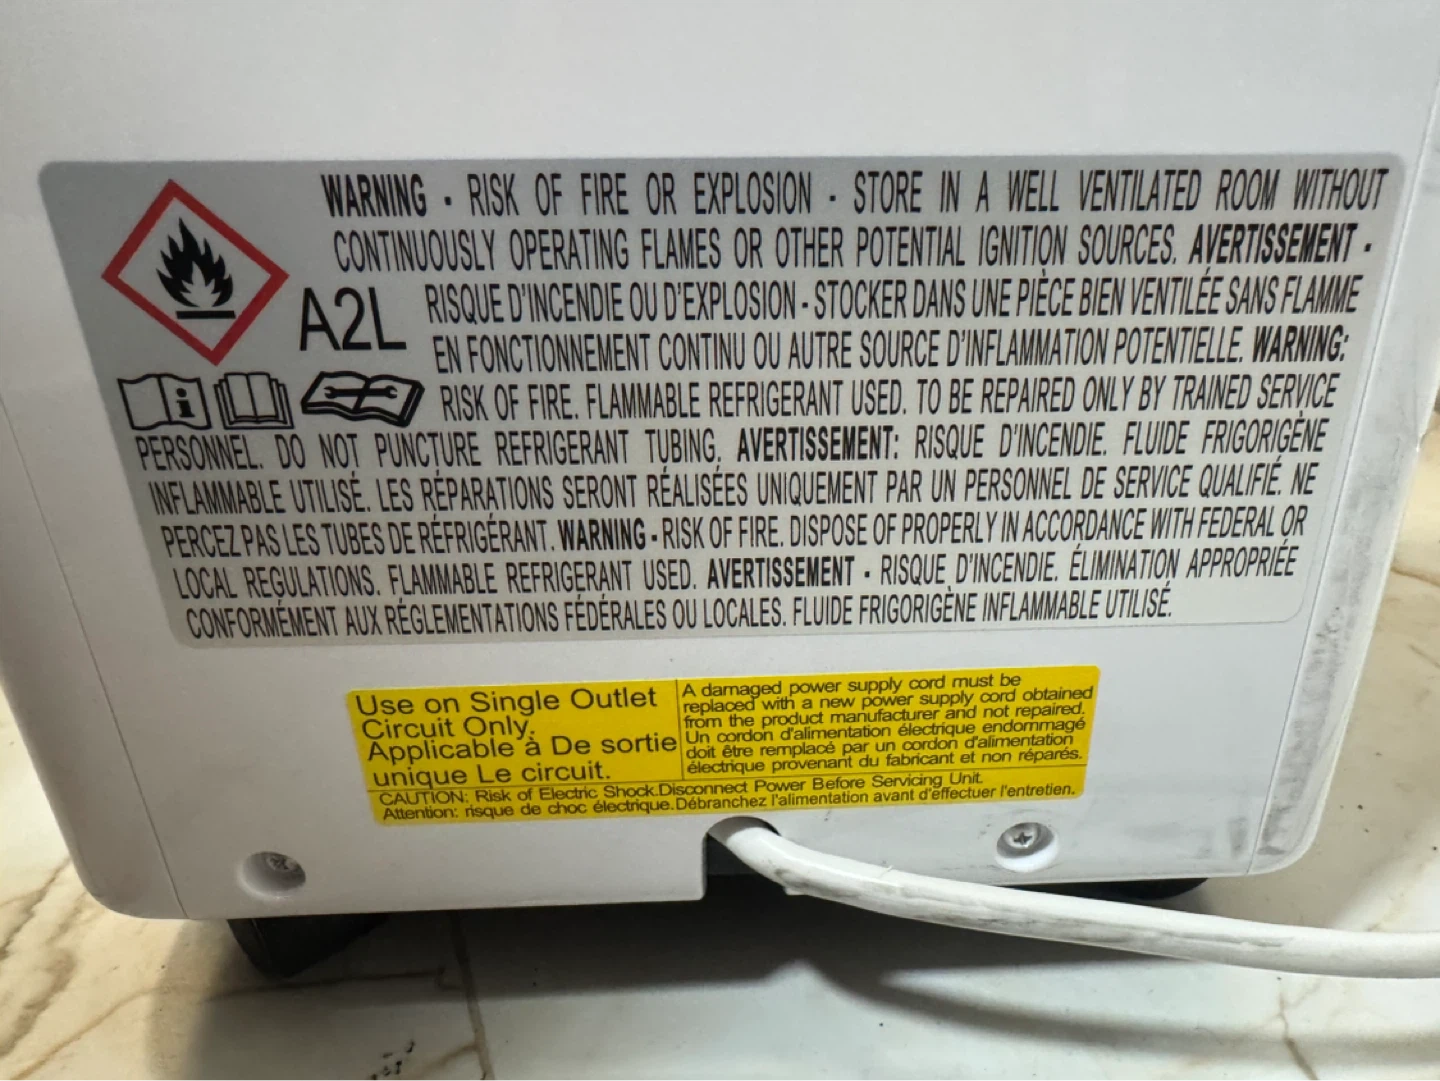 WARNING - RISK OF FIRE OR EXPLOSION - STORE IN A WELL VENTILATED ROOM WITHOUT
CONTINUOUSLY OPERATING FLAMES OR OTHER POTENTIAL IGNITION SOURCES. AVERTISSEMENT -
A2L
RISQUE D'INCENDIE OU D'EXPLOSION - STOCKER DANS UNE PIÈCE BIEN VENTILÉE SANS FLAMME
EN FONCTIONNEMENT CONTINU OU AUTRE SOURCE D'INFLAMMATION POTENTIELLE. WARNING:
RISK OF FIRE. FLAMMABLE REFRIGERANT USED. TO BE REPAIRED ONLY BY TRAINED SERVICE
PERSONNEL. DO NOT PUNCTURE REFRIGERANT TUBING. AVERTISSEMENT: RISQUE D'INCENDIE. FLUIDE FRIGORIGÈNE
INFLAMMABLE UTILISÉ. LES RÉPARATIONS SERONT RÉALISÉES UNIQUEMENT PAR UN PERSONNEL DE SERVICE QUALIFIÉ. NE
PERCEZ PAS LES TUBES DE RÉFRIGÉRANT. WARNING - RISK OF FIRE. DISPOSE OF PROPERLY IN ACCORDANCE WITH FEDERAL OR
LOCAL REGULATIONS. FLAMMABLE REFRIGERANT USED. AVERTISSEMENT - RISQUE D'INCENDIE. ÉLIMINATION APPROPRIÉE
CONFORMÉMENT AUX RÉGLEMENTATIONS FÉDÉRALES OU LOCALES. FLUIDE FRIGORIGÈNE INFLAMMABLE UTILISÉ.
Use on Single Outlet
Circuit Only.
Applicable à De sortie
unique Le circuit.
A damaged power supply cord must be
replaced with a new power supply cord obtained
from the product manufacturer and not repaired.
Un cordon d'alimentation électrique endommagé
doit être remplacé par un cordon d'alimentation
électrique provenant du fabricant et non réparés.
CAUTION: Risk of Electric Shock.Disconnect Power Before Servicing Unit.
Attention: risque de choc électrique.Débranchez l'alimentation avant d'effectuer l'entretien.